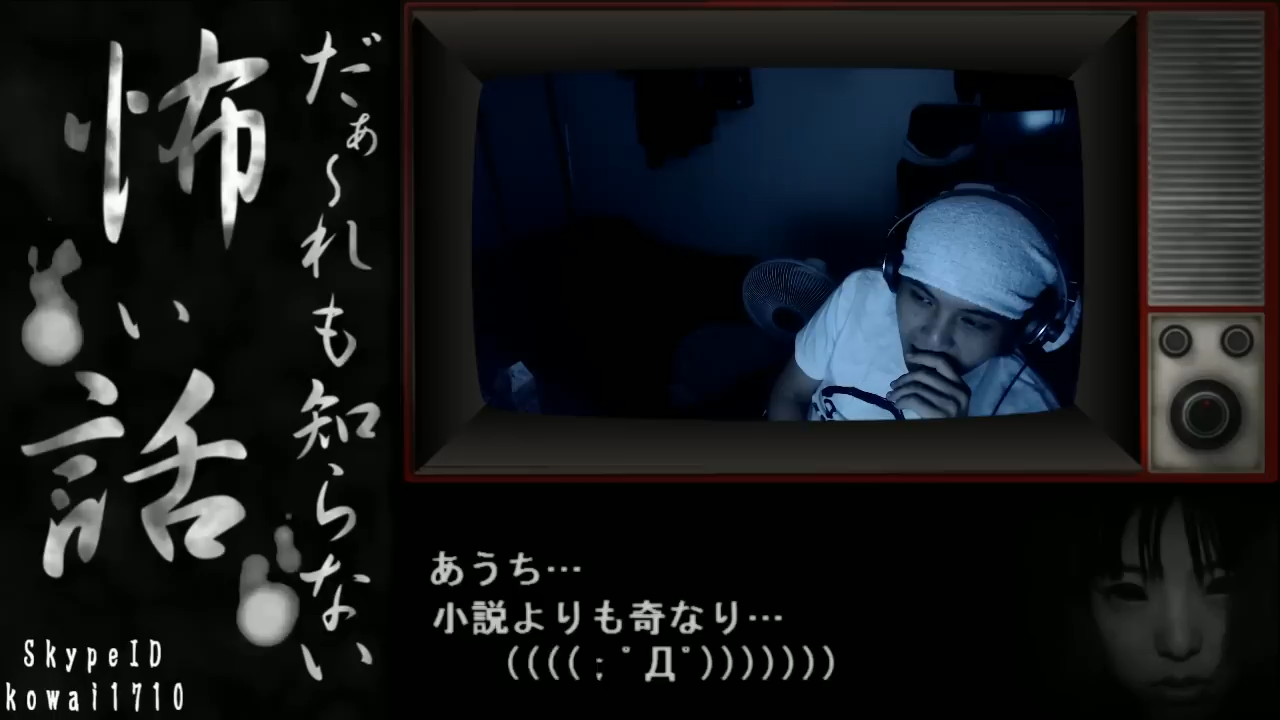 だぁ～れも知らない
怖い話
SkypeID
kowai1710
あうち…
小説よりも奇なり…
((((；゜Д゜)))))))